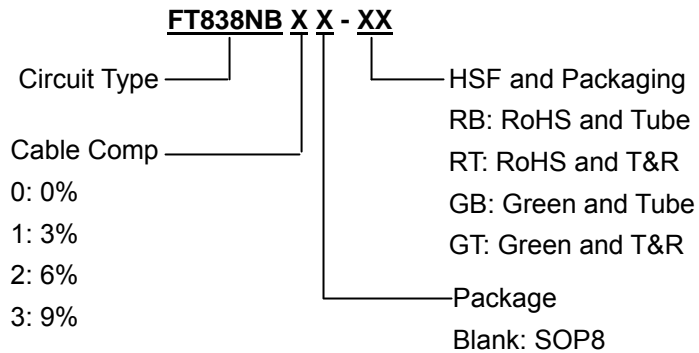 FT838NB X X - XX
Circuit Type
Cable Comp
0: 0%
1: 3%
2: 6%
3: 9%
HSF and Packaging
RB: RoHS and Tube
RT: RoHS and T&R
GB: Green and Tube
GT: Green and T&R
Package
Blank: SOP8